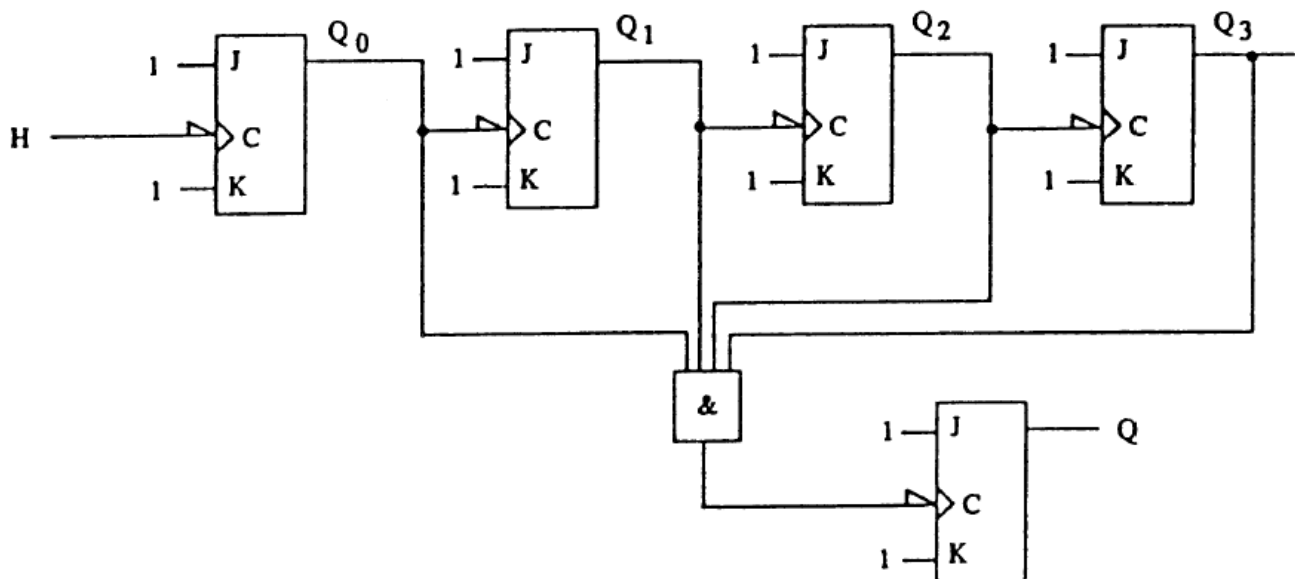 Q0 Q1 Q2 Q3
1 J 1 J 1 J 1 J
H C C C C
1 K 1 K 1 K 1 K
&
1 J Q
C
1 K